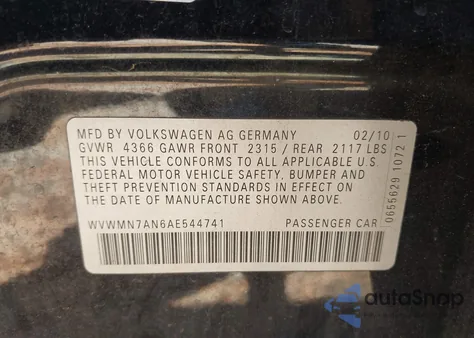 MFD BY VOLKSWAGEN AG GERMANY 02/10
GVWR 4366 GAWR FRONT 2315 / REAR 2117 LBS
THIS VEHICLE CONFORMS TO ALL APPLICABLE U.S.
FEDERAL MOTOR VEHICLE SAFETY, BUMPER AND
THEFT PREVENTION STANDARDS IN EFFECT ON
THE DATE OF MANUFACTURE SHOWN ABOVE.
WVWMN7AN6AE544741 PASSENGER CAR
0655629 1072 1
autoSnap